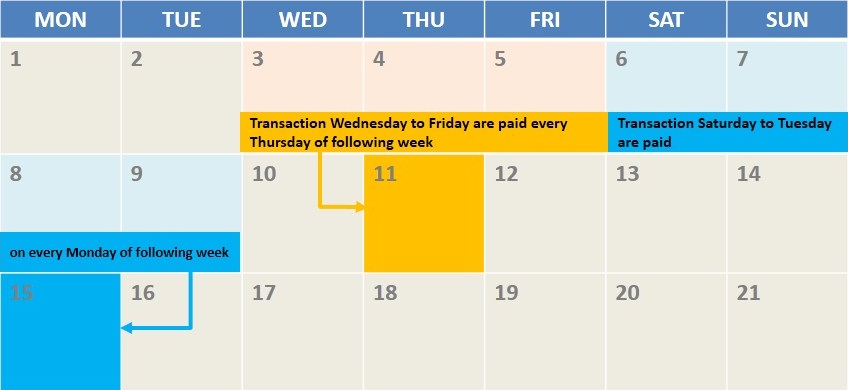 MON TUE WED THU FRI SAT SUN
1 2 3 4 5 6 7
Transaction Wednesday to Friday are paid every
Thursday of following week
Transaction Saturday to Tuesday
are paid
8 9 10 11 12 13 14
on every Monday of following week
15 16 17 18 19 20 21